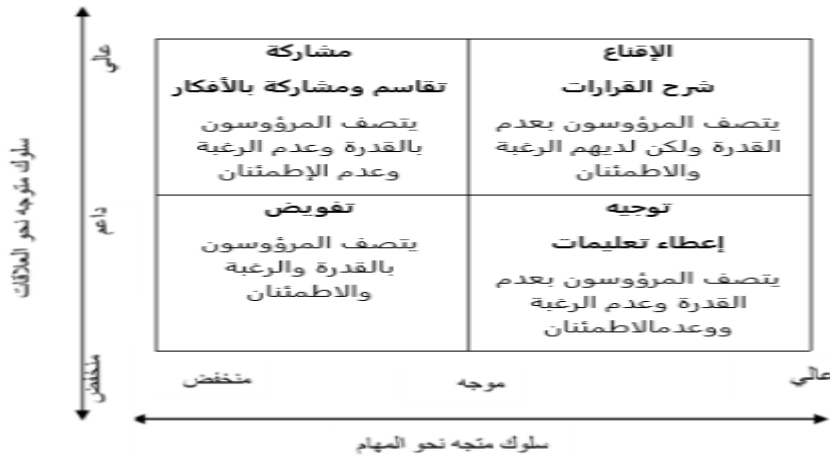 الإقناع
شرح القرارات
يتصف المرؤوسون بعدم
القدرة ولكن لديهم الرغبة
والاطمئنان
مشاركة
تقاسم ومشاركة بالأفكار
يتصف المرؤوسون
بالقدرة وعدم الرغبة
وعدم الإطمئنان
توجيه
إعطاء تعليمات
يتصف المرؤوسون بعدم
القدرة وعدم الرغبة
ووعدمالاطمئنان
تفويض
يتصف المرؤوسون
بالقدرة والرغبة
والاطمئنان
عالي
داعم
منخفض
سلوك متوجه نحو العلاقات
عالي
موجه
منخفض
سلوك متجه نحو المهام